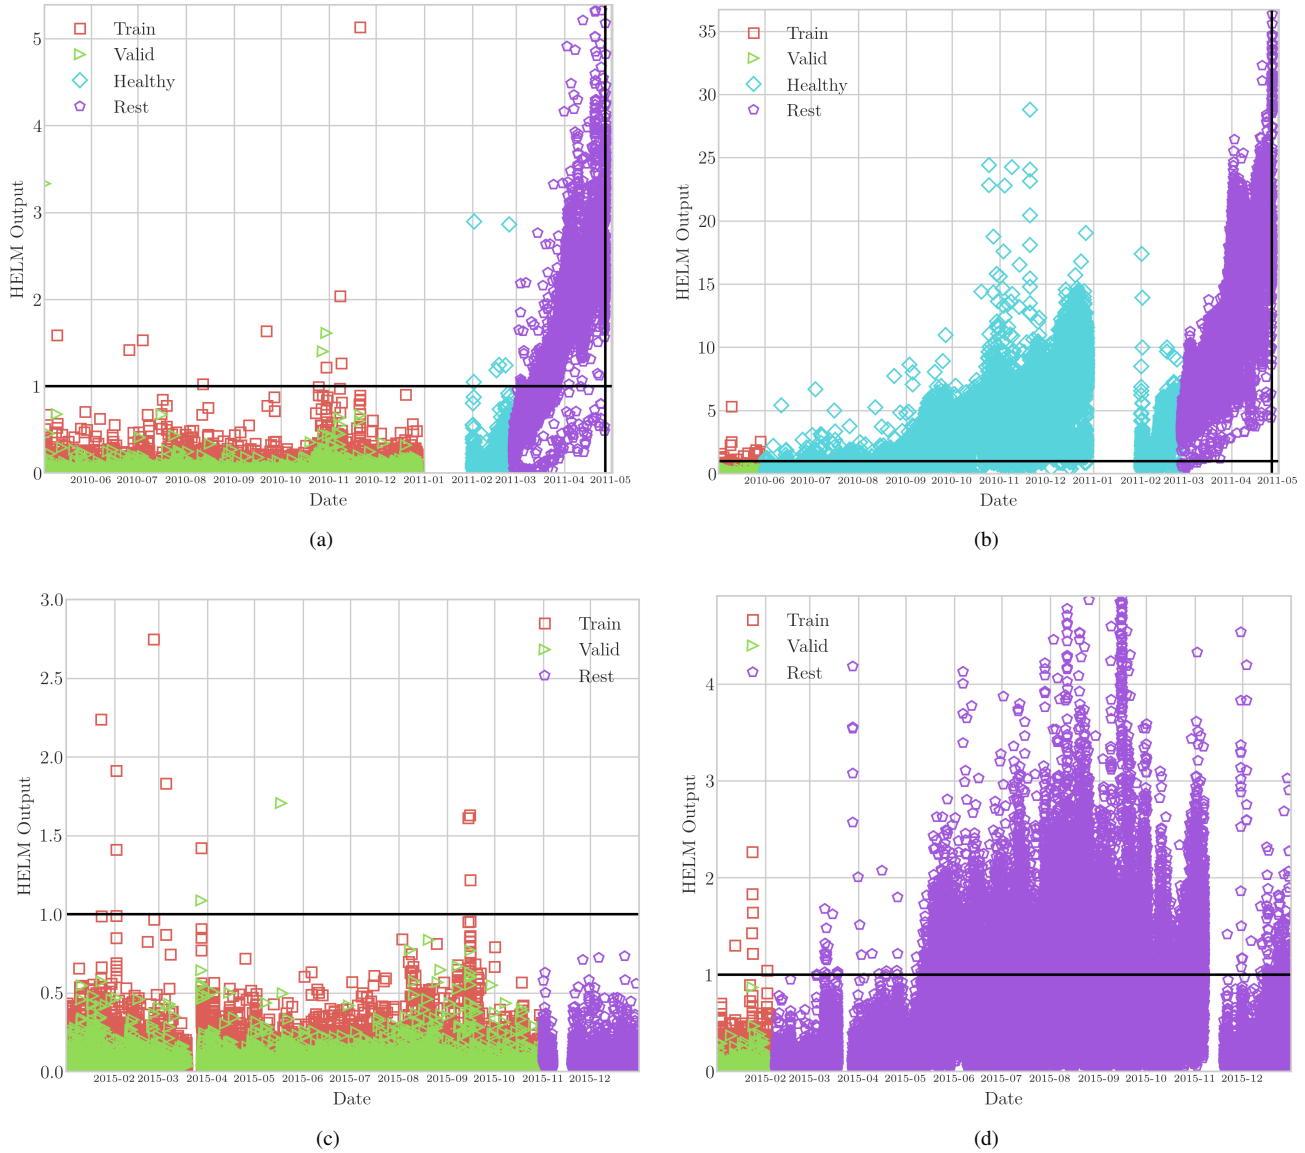 Train
Valid
Healthy
Rest
5
4
3
2
1
0
HELM Output
2010-06 2010-07 2010-08 2010-09 2010-10 2010-11 2010-12 2011-01 2011-02 2011-03 2011-04 2011-05
Date
(a)
Train
Valid
Healthy
Rest
35
30
25
20
15
10
5
0
HELM Output
2010-06 2010-07 2010-08 2010-09 2010-10 2010-11 2010-12 2011-01 2011-02 2011-03 2011-04 2011-05
Date
(b)
Train
Valid
Rest
3.0
2.5
2.0
1.5
1.0
0.5
0.0
HELM Output
2015-02 2015-03 2015-04 2015-05 2015-06 2015-07 2015-08 2015-09 2015-10 2015-11 2015-12
Date
(c)
Train
Valid
Rest
4
3
2
1
0
HELM Output
2015-02 2015-03 2015-04 2015-05 2015-06 2015-07 2015-08 2015-09 2015-10 2015-11 2015-12
Date
(d)